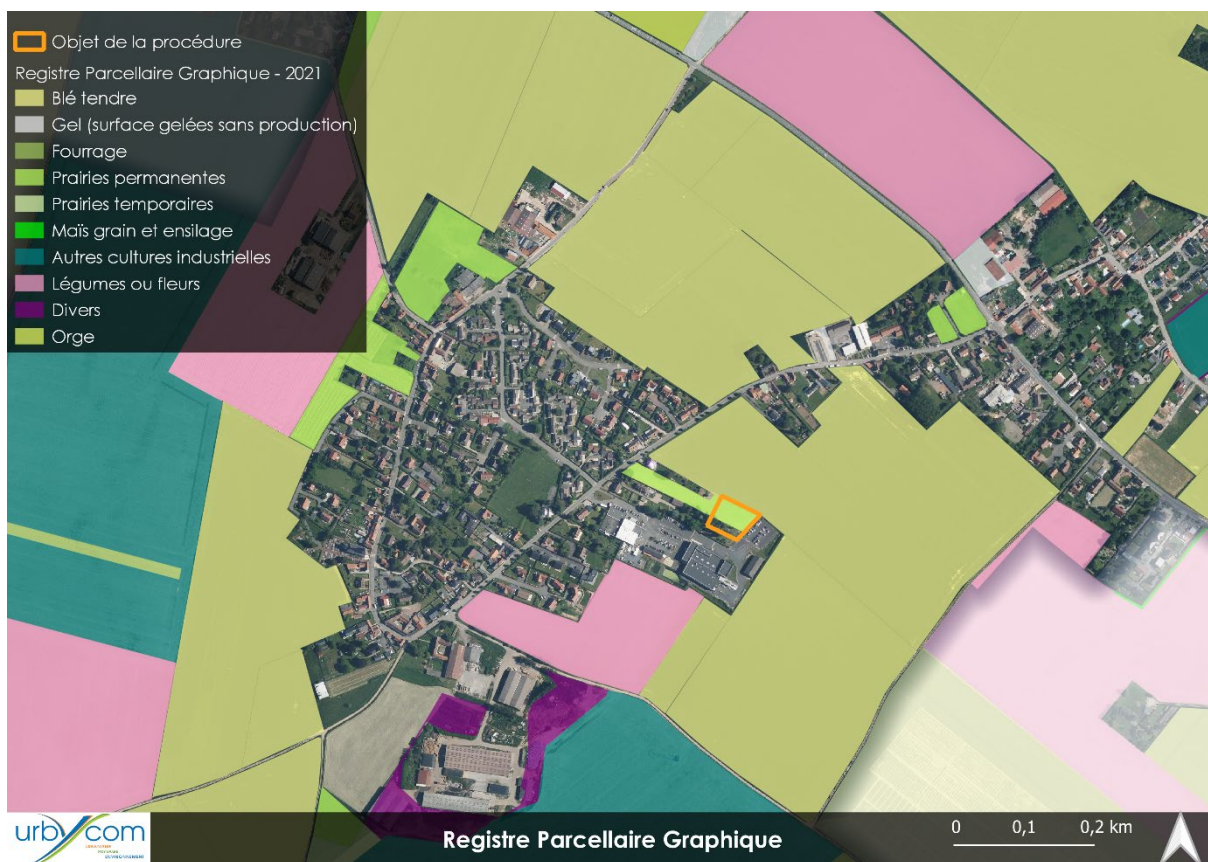 Objet de la procédure
Registre Parcellaire Graphique - 2021
Blé tendre
Gel (surface gelées sans production)
Fourrage
Prairies permanentes
Prairies temporaires
Maïs grain et ensilage
Autres cultures industrielles
Légumes ou fleurs
Divers
Orge
urbycom
Registre Parcellaire Graphique
0 0,1 0,2 km